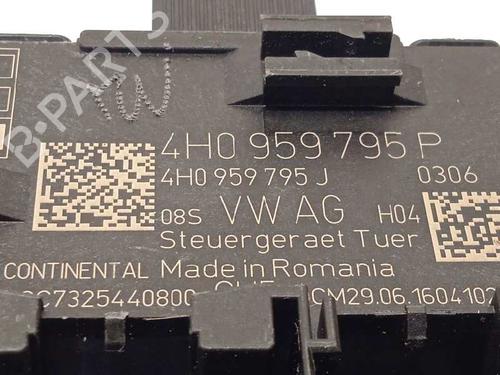 B-PARTS
4H0 959 795 P
4H0 959 795 J 0306
08S VW AG H04
Steuergeraet Tuer
CONTINENTAL Made in Romania